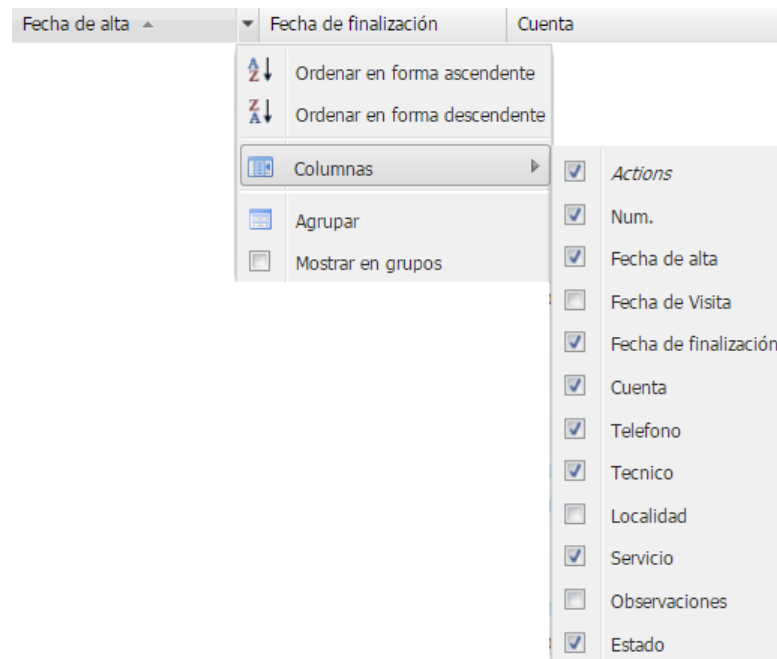 Fecha de alta
Fecha de finalización
Cuenta
Ordenar en forma ascendente
Ordenar en forma descendente
Columnas
Agrupar
Mostrar en grupos
Actions
Num.
Fecha de alta
Fecha de Visita
Fecha de finalización
Cuenta
Telefono
Tecnico
Localidad
Servicio
Observaciones
Estado